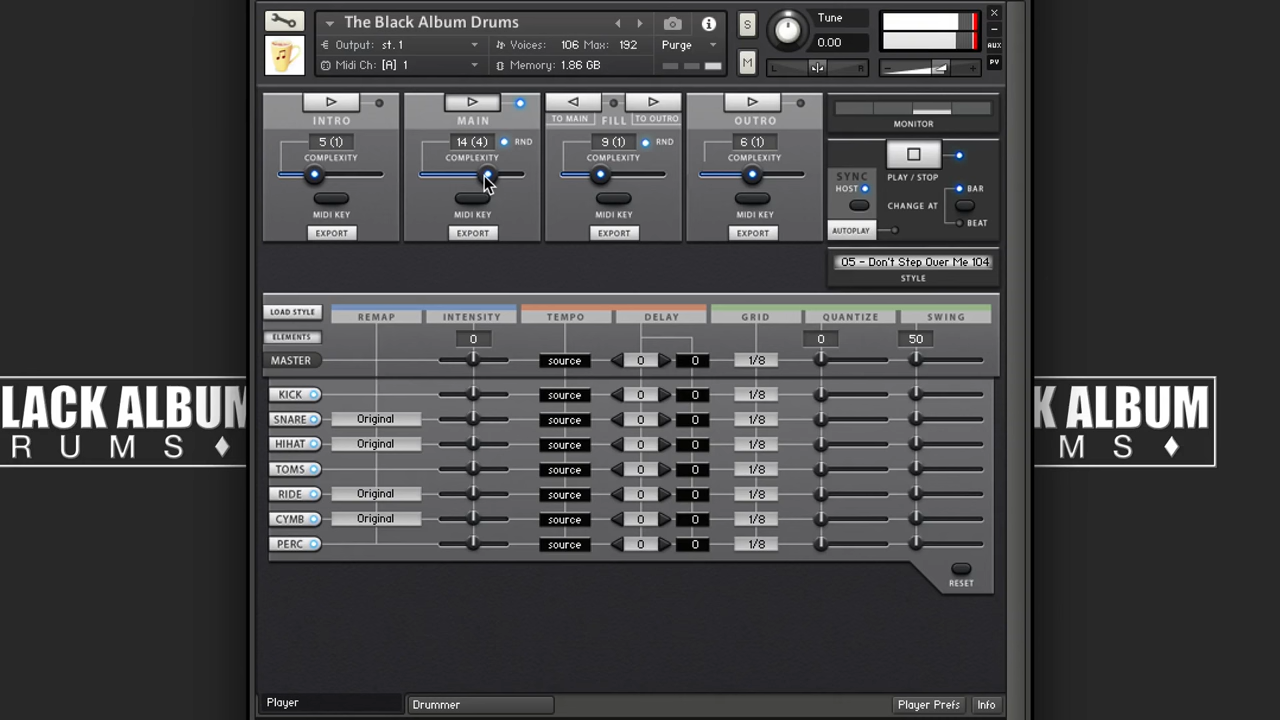 The Black Album Drums
S
Tune
0.00
Output: st. 1
Voices: 106 Max: 192
Purge
Midi Ch: [A] 1
Memory: 1.86 GB
M
L
R
AUX
PV
INTRO
MAIN
TO MAIN
FILL
TO OUTRO
OUTRO
MONITOR
5 (1)
14 (4)
RND
9 (1)
RND
6 (1)
COMPLEXITY
COMPLEXITY
COMPLEXITY
COMPLEXITY
PLAY / STOP
SYNC
HOST
BAR
CHANGE AT
BEAT
AUTOPLAY
MIDI KEY
MIDI KEY
MIDI KEY
MIDI KEY
EXPORT
EXPORT
EXPORT
EXPORT
05 - Don't Step Over Me 104
STYLE
LOAD STYLE
REMAP
INTENSITY
TEMPO
DELAY
GRID
QUANTIZE
SWING
ELEMENTS
0
0
50
MASTER
source
0
0
1/8
KICK
source
0
0
1/8
SNARE
Original
source
0
0
1/8
HIHAT
Original
source
0
0
1/8
TOMS
source
0
0
1/8
RIDE
Original
source
0
0
1/8
CYMB
Original
source
0
0
1/8
PERC
source
0
0
1/8
RESET
LACK ALBUM
R U M S
K ALBUM
M S
Player
Drummer
Player Prefs
Info